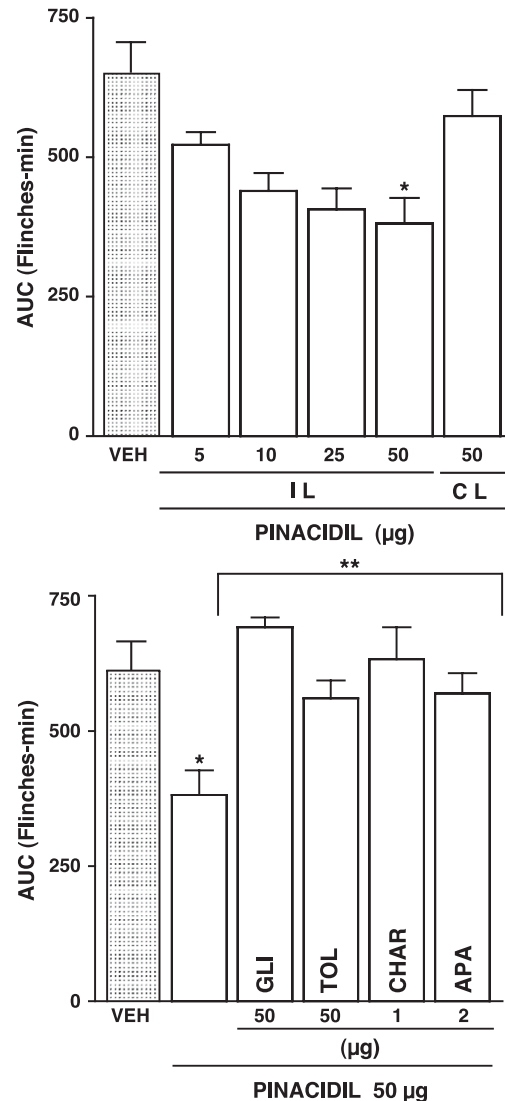 750
500
250
0
AUC (Flinches-min)
*
VEH 5 10 25 50 50
I L C L
PINACIDIL (µg)
**
750
500
250
0
AUC (Flinches-min)
*
GLI TOL CHAR APA
VEH 50 50 1 2
(µg)
PINACIDIL 50 µg